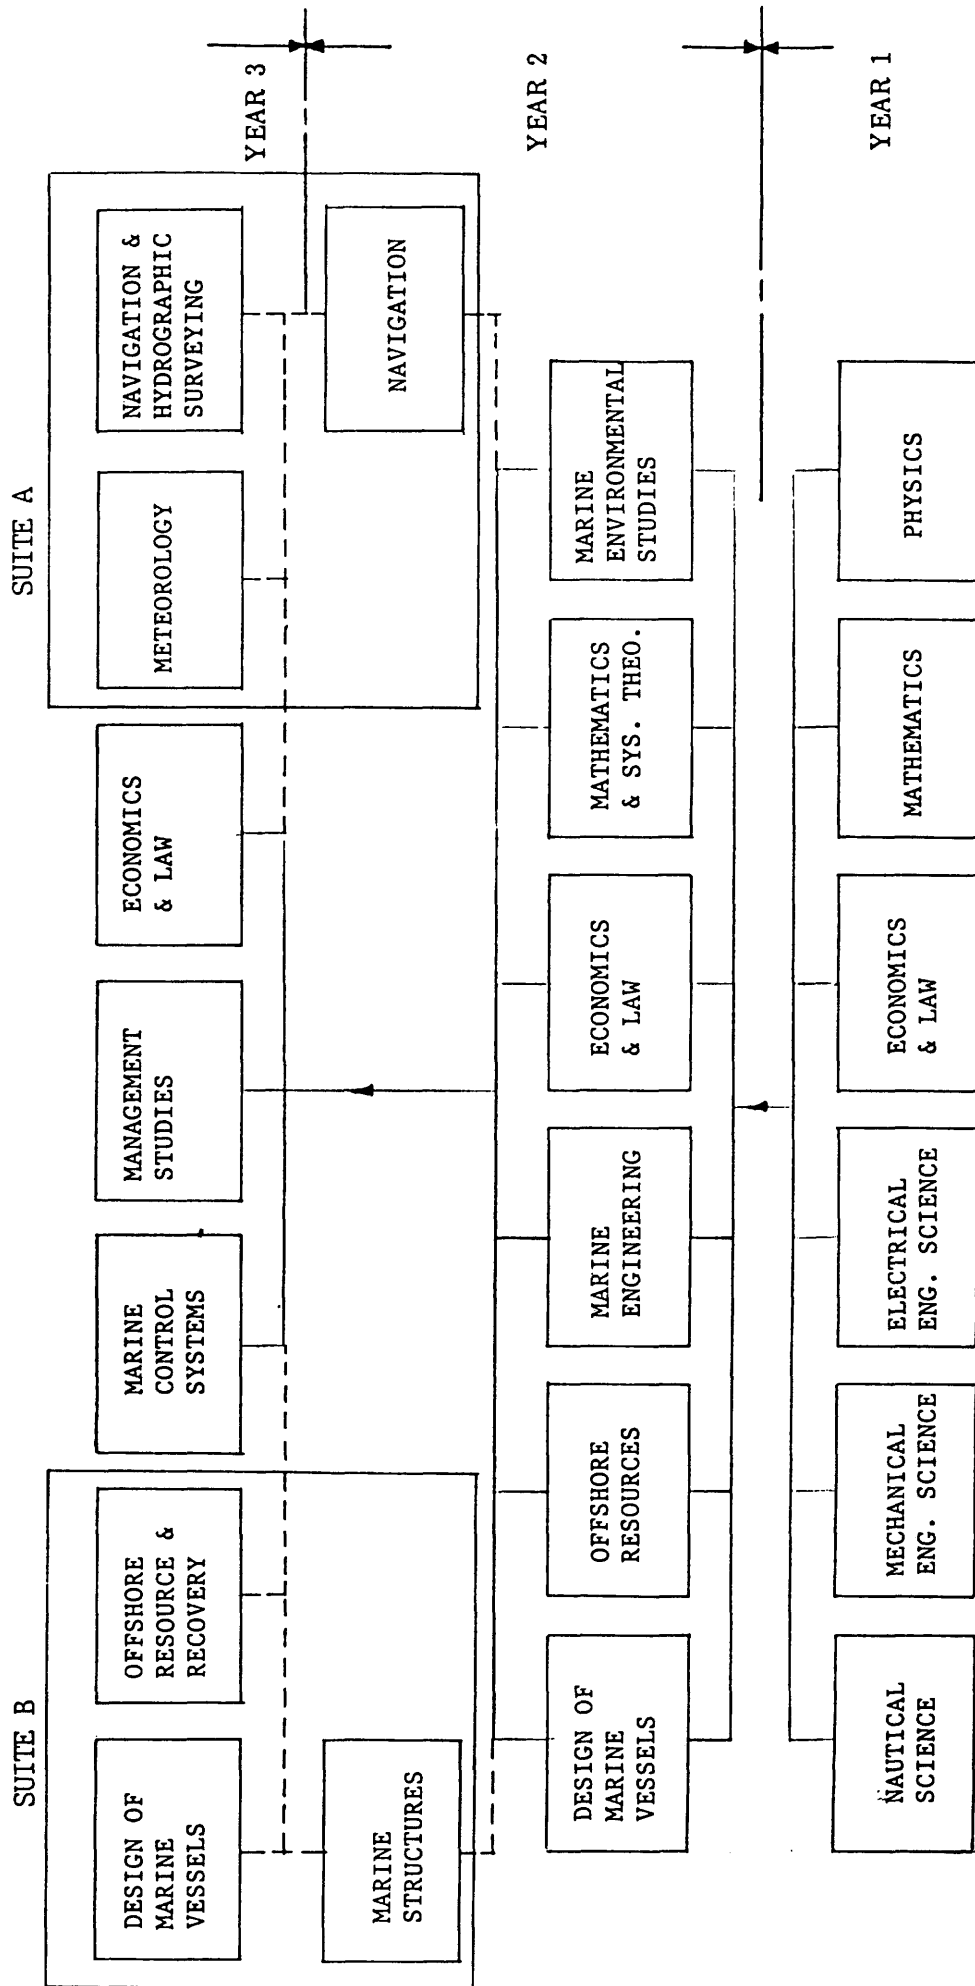 SUITE B
SUITE A
DESIGN OF
MARINE
VESSELS
OFFSHORE
RESOURCE &
RECOVERY
MARINE
CONTROL
SYSTEMS
MANAGEMENT
STUDIES
ECONOMICS
& LAW
METEOROLOGY
NAVIGATION &
HYDROGRAPHIC
SURVEYING
YEAR 3
MARINE
STRUCTURES
NAVIGATION
YEAR 2
DESIGN OF
MARINE
VESSELS
OFFSHORE
RESOURCES
MARINE
ENGINEERING
ECONOMICS
& LAW
MATHEMATICS
& SYS. THEO.
MARINE
ENVIRONMENTAL
STUDIES
YEAR 1
NAUTICAL
SCIENCE
MECHANICAL
ENG. SCIENCE
ELECTRICAL
ENG. SCIENCE
ECONOMICS
& LAW
MATHEMATICS
PHYSICS